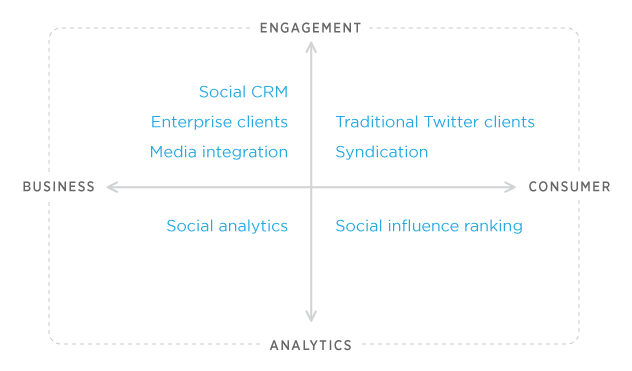 ENGAGEMENT
Social CRM
Enterprise clients
Traditional Twitter clients
Media integration
Syndication
BUSINESS
CONSUMER
Social analytics
Social influence ranking
ANALYTICS